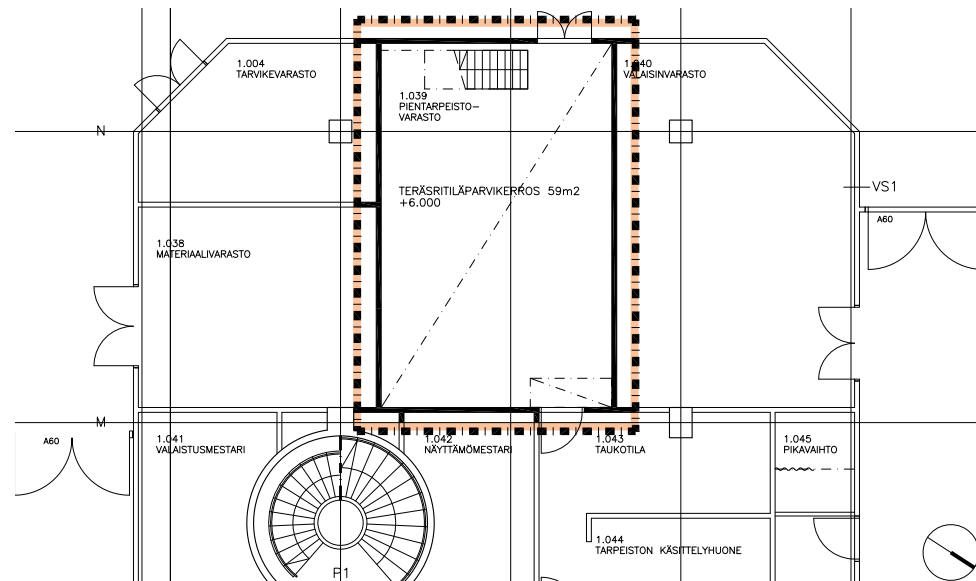 1.004
TARVIKEVARASTO
1.040
VALAISINVARASTO
1.039
PIENTARPEISTO-
VARASTO
N
TERÄSRITILÄPARVIKERROS 59m2
+6.000
VS1
A60
1.038
MATERIAALIVARASTO
M
A60
1.041
VALAISTUSMESTARI
1.042
NÄYTTÄMÖMESTARI
1.043
TAUKOTILA
1.045
PIKAVAIHTO
1.044
TARPEISTON KÄSITTELYHUONE
P1